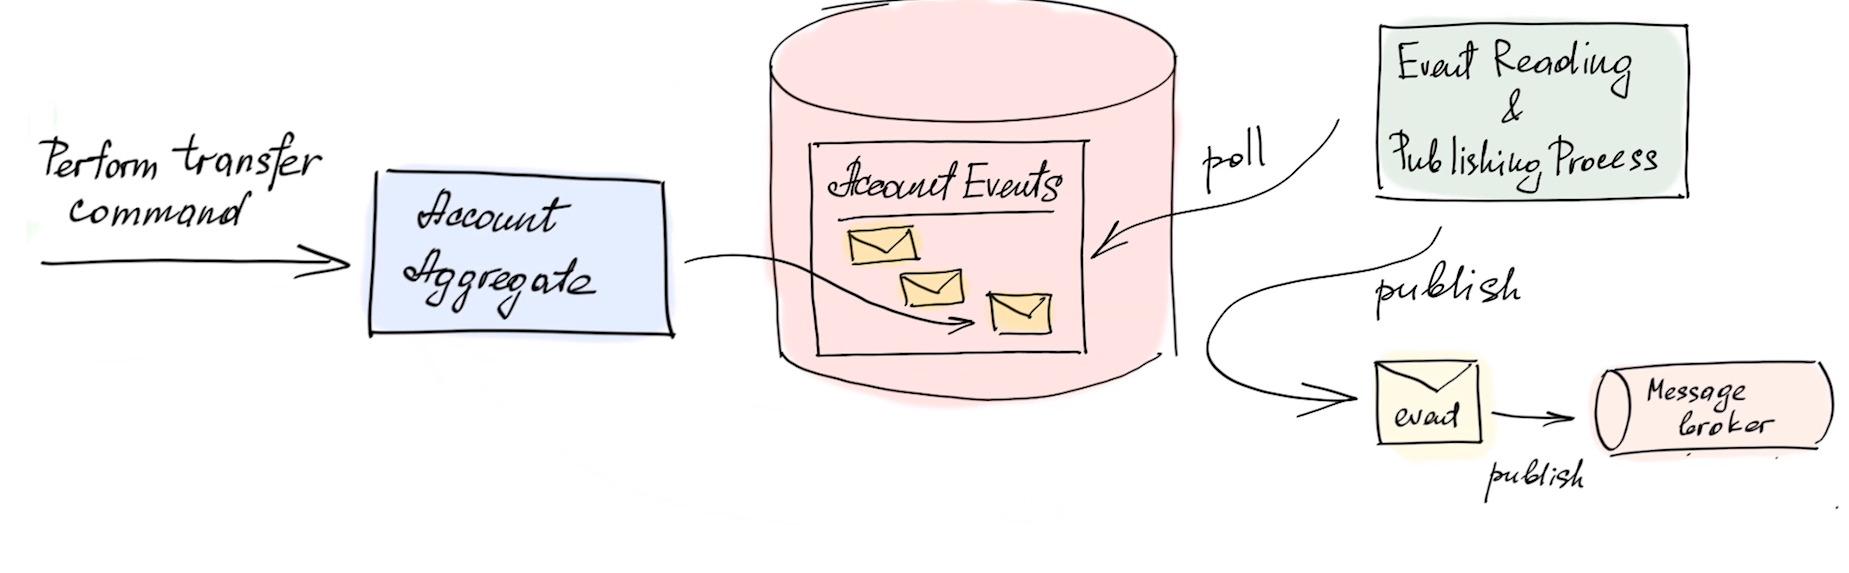 Perform transfer
command
Account
Aggregate
Account Events
poll
Event Reading
&
Publishing Process
publish
event
publish
Message
broker